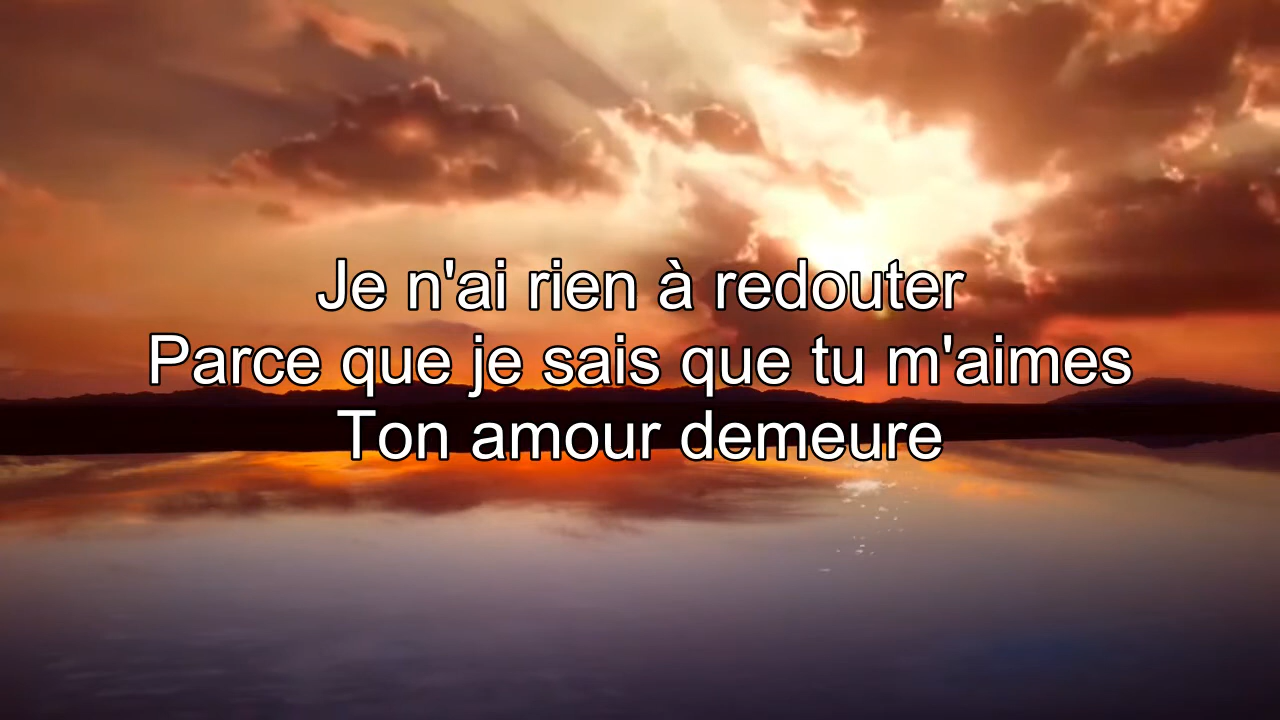 Je n'ai rien à redouter
Parce que je sais que tu m'aimes
Ton amour demeure